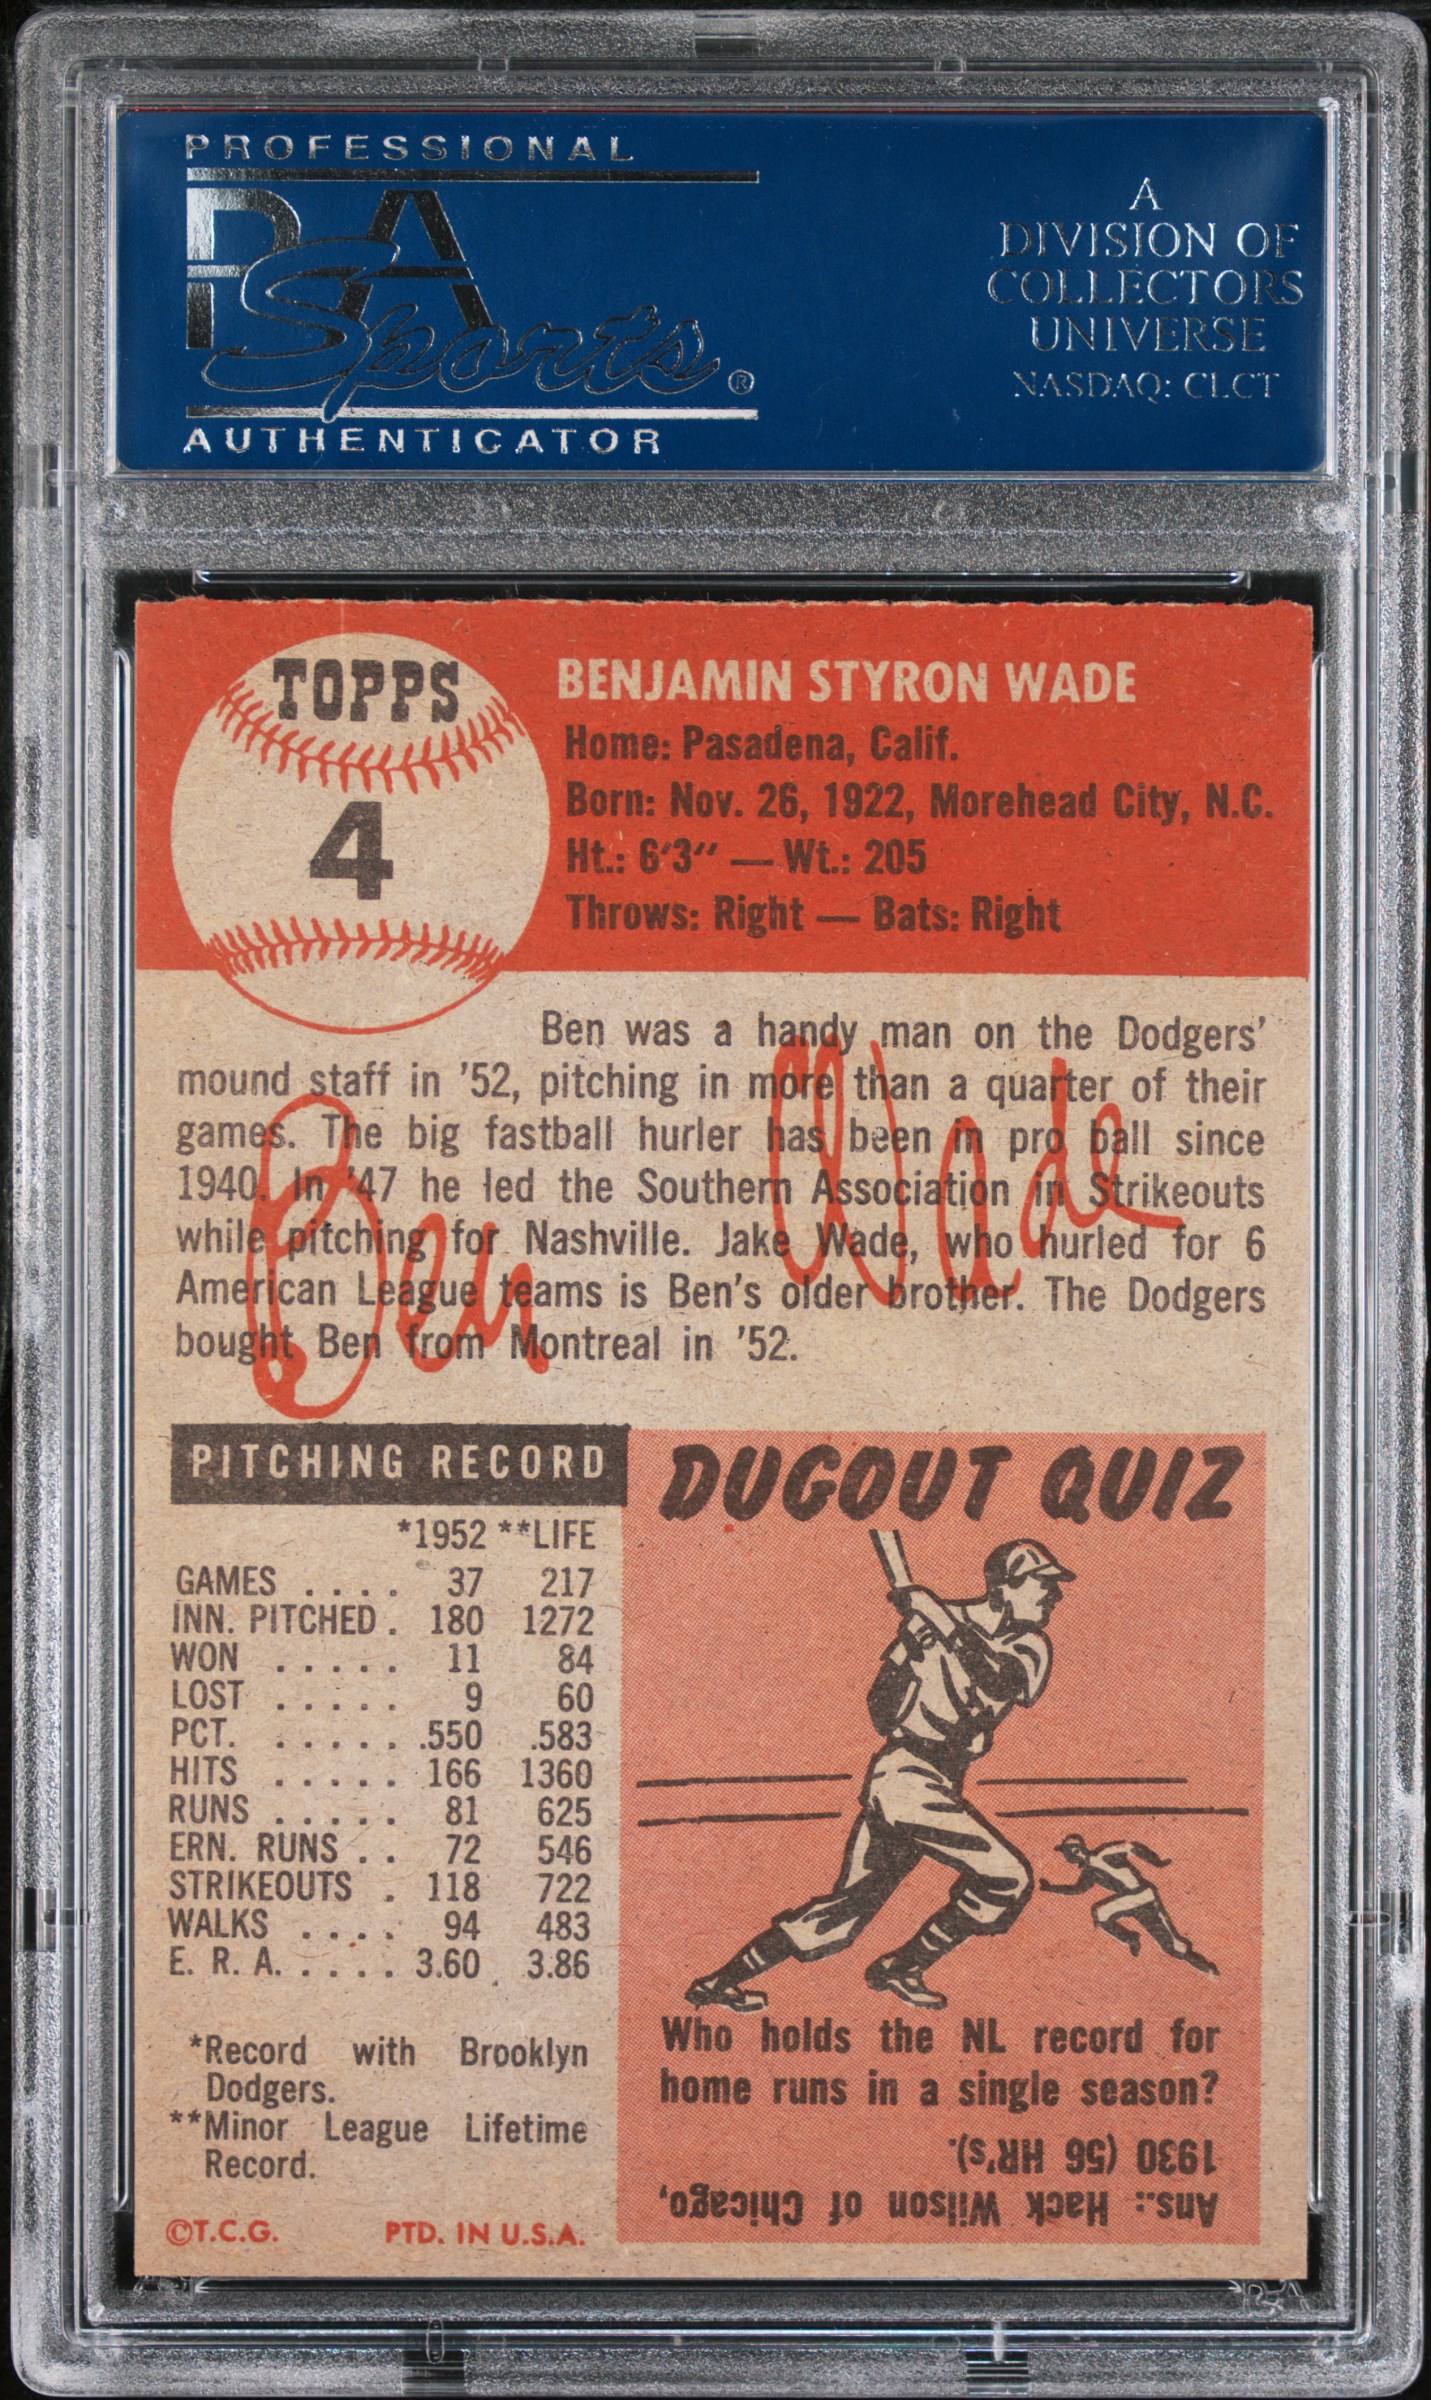 PROFESSIONAL
PSA
Sports®
AUTHENTICATOR
A
DIVISION OF
COLLECTORS
UNIVERSE
NASDAQ: CLCT
TOPPS
4
BENJAMIN STYRON WADE
Home: Pasadena, Calif.
Born: Nov. 26, 1922, Morehead City, N.C.
Ht.: 6'3" — Wt.: 205
Throws: Right — Bats: Right
Ben was a handy man on the Dodgers'
mound staff in '52, pitching in more than a quarter of their
games. The big fastball hurler has been in pro ball since
1940. In '47 he led the Southern Association in Strikeouts
while pitching for Nashville. Jake Wade, who hurled for 6
American League teams is Ben's older brother. The Dodgers
bought Ben from Montreal in '52.
Ben Wade
PITCHING RECORD
*1952 **LIFE
GAMES . . . . 37 217
INN. PITCHED . 180 1272
WON . . . . . 11 84
LOST . . . . . 9 60
PCT. . . . . . .550 .583
HITS . . . . . 166 1360
RUNS . . . . . 81 625
ERN. RUNS . . 72 546
STRIKEOUTS . 118 722
WALKS . . . . 94 483
E. R. A. . . . . 3.60 3.86
*Record with Brooklyn
Dodgers.
**Minor League Lifetime
Record.
©T.C.G. PTD. IN U.S.A.
DUGOUT QUIZ
Who holds the NL record for
home runs in a single season?
Ans.: Hack Wilson of Chicago,
1930 (56 HR's).